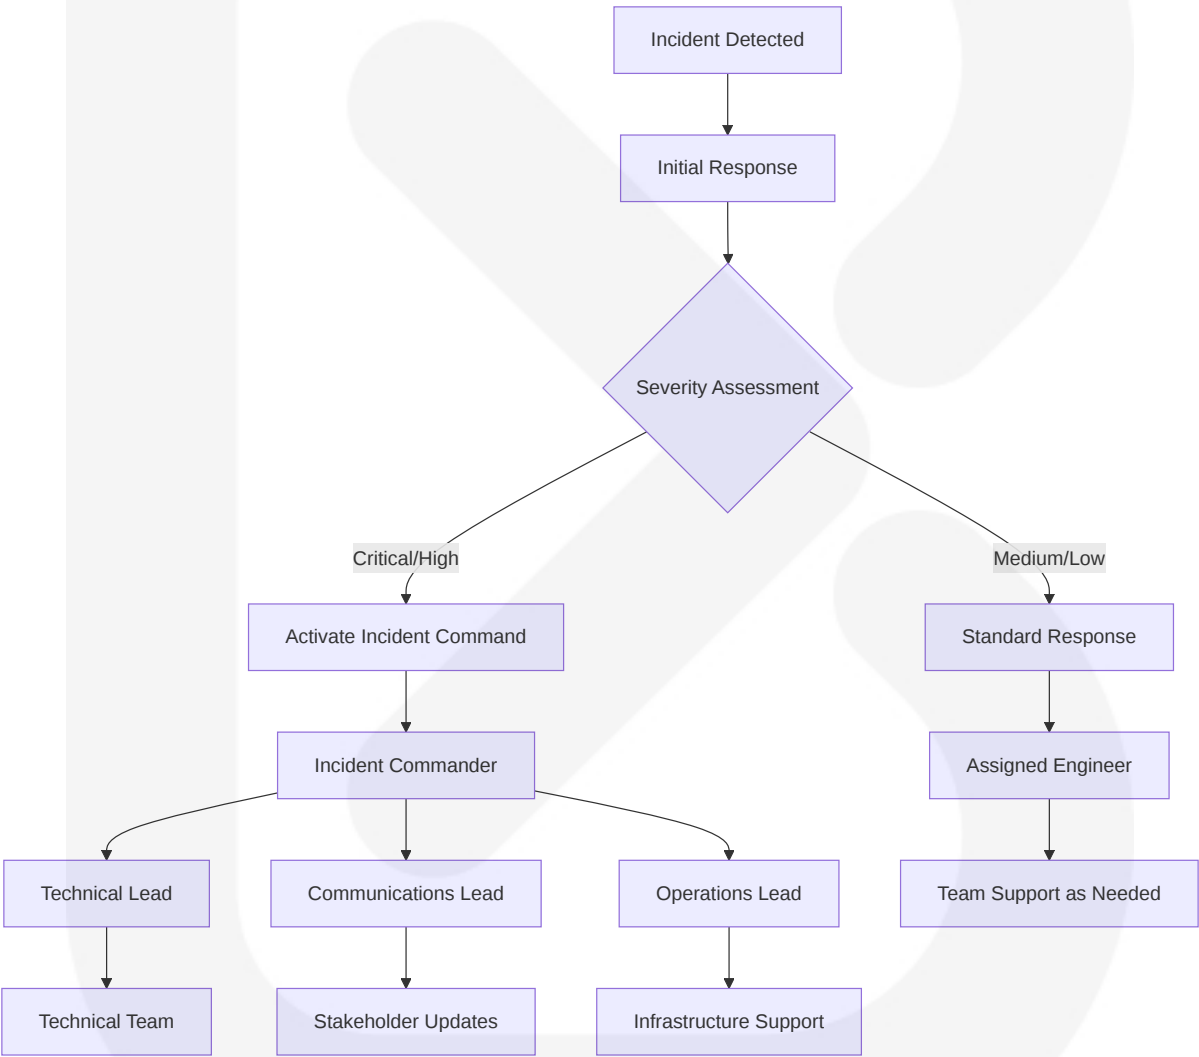 Incident Detected
Initial Response
Severity Assessment
Critical/High
Medium/Low
Activate Incident Command
Standard Response
Incident Commander
Assigned Engineer
Technical Lead
Communications Lead
Operations Lead
Team Support as Needed
Technical Team
Stakeholder Updates
Infrastructure Support